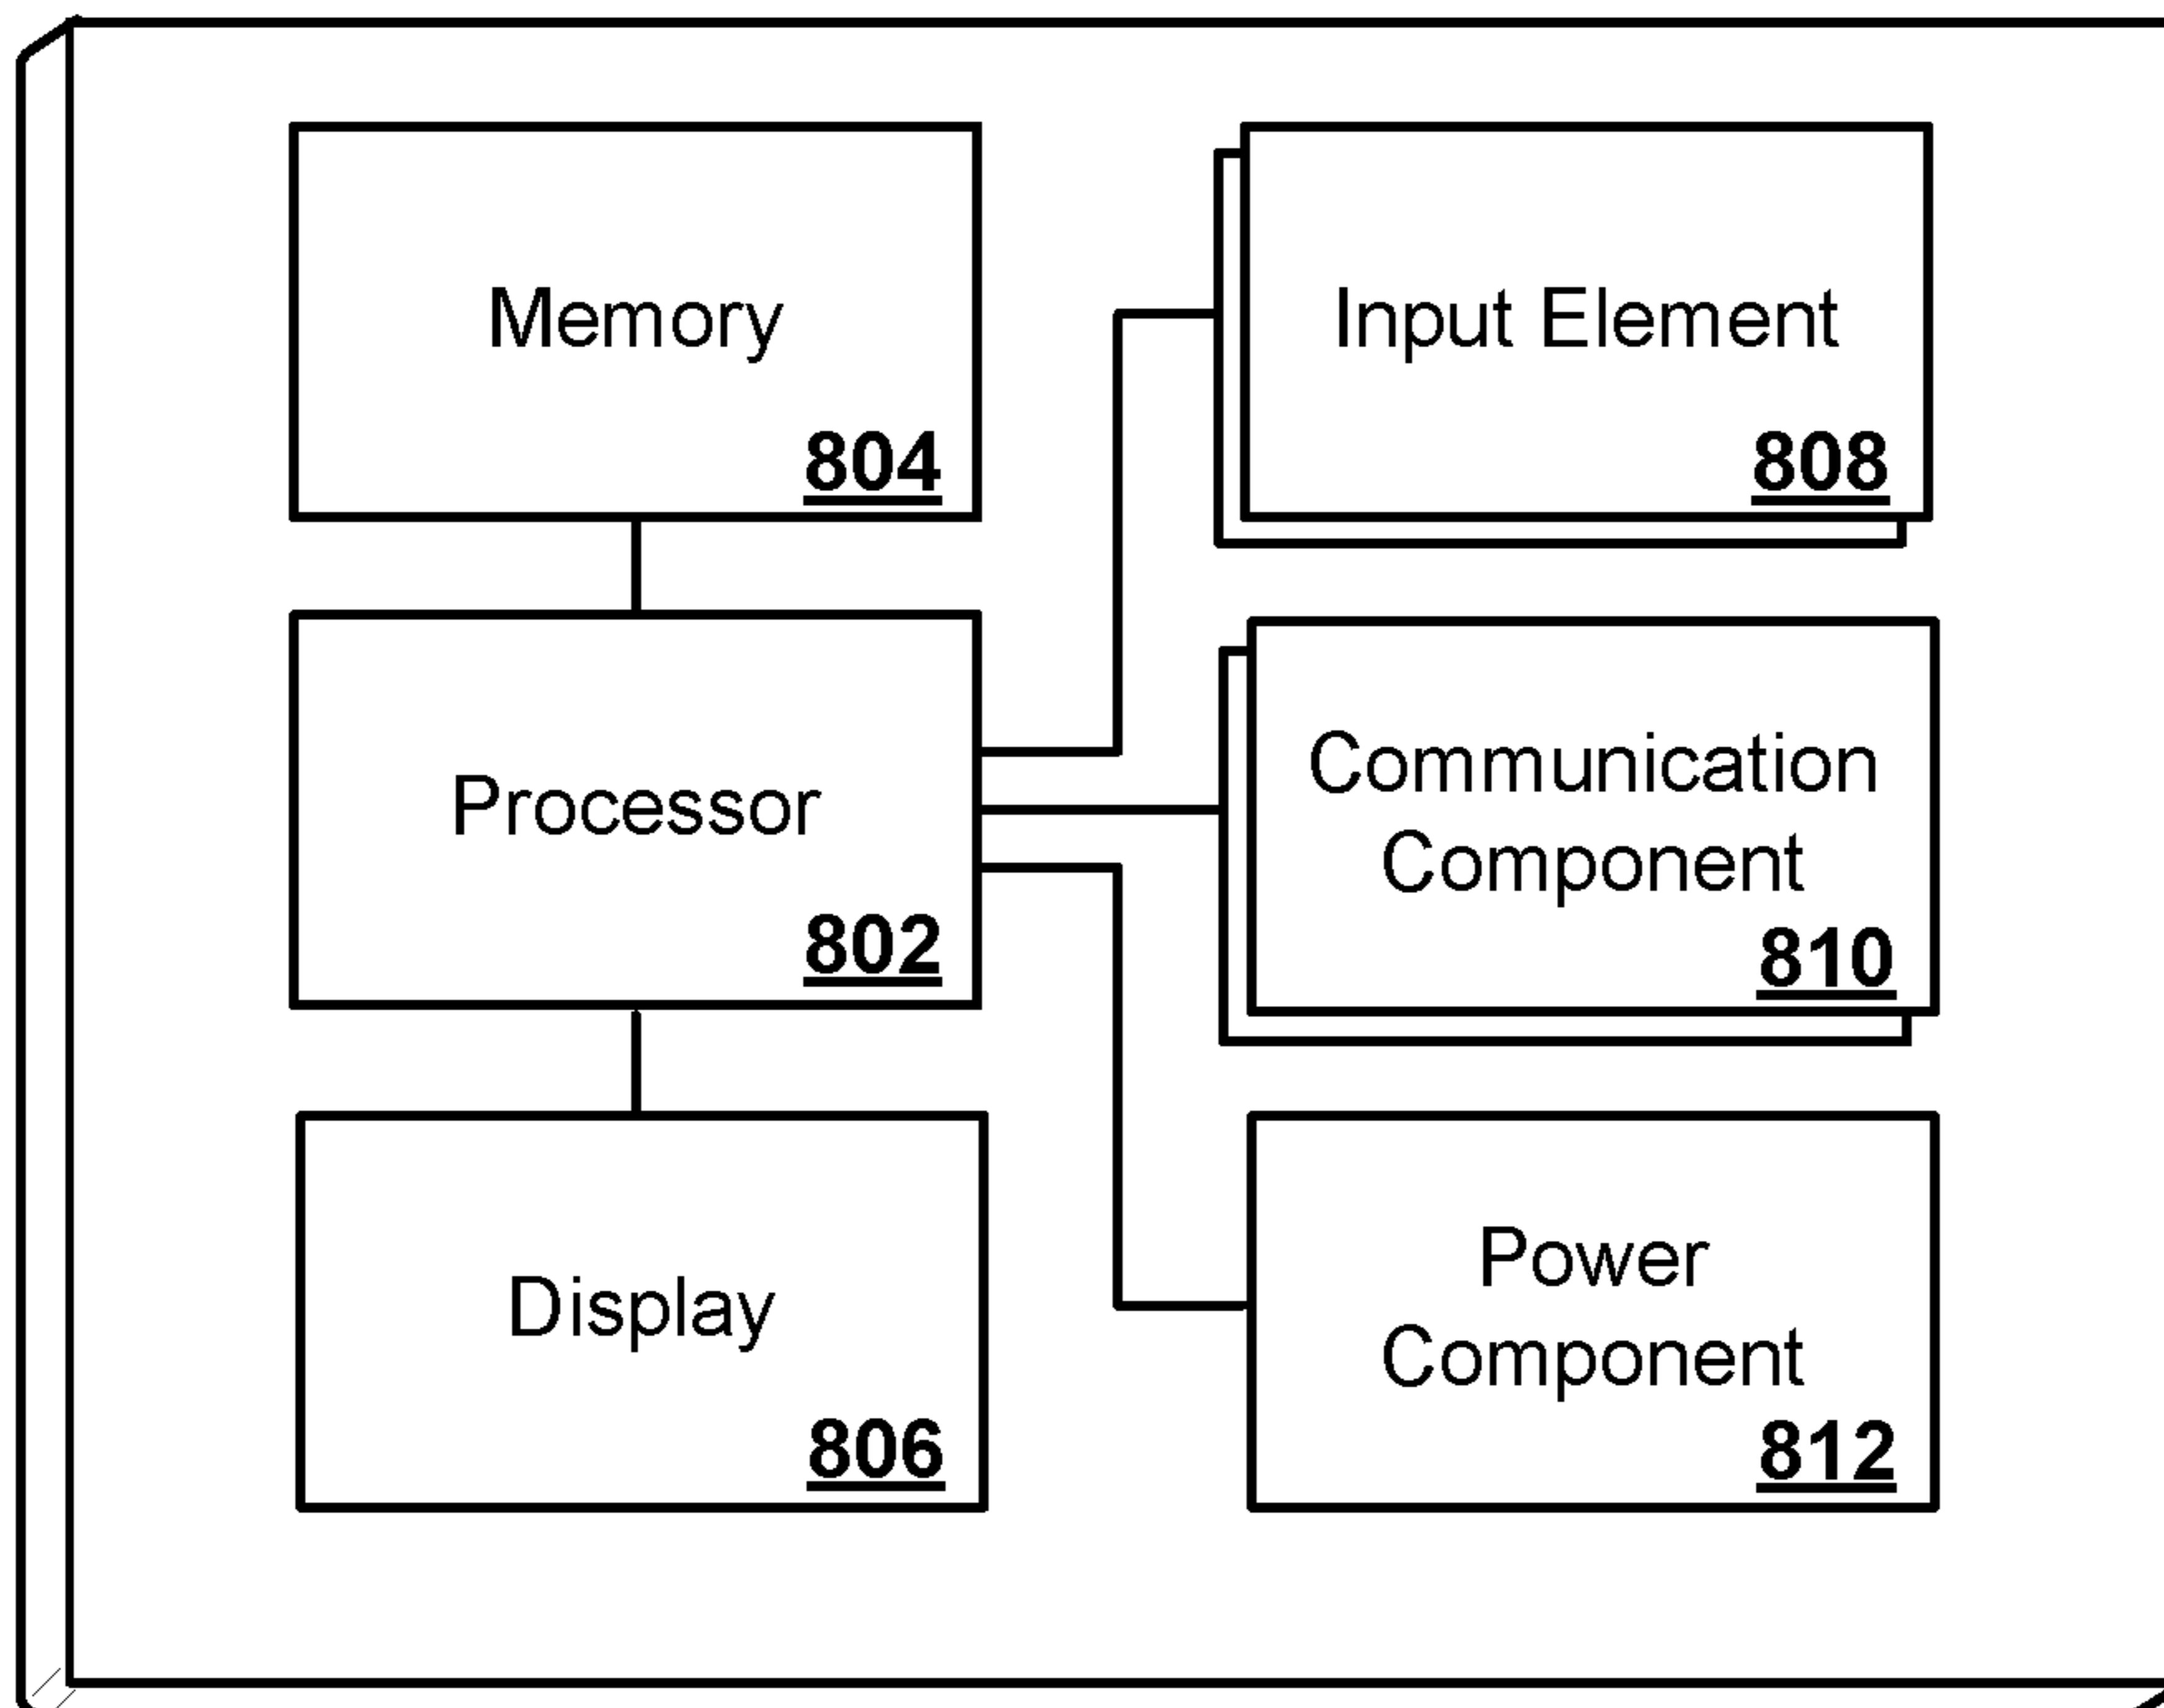 Memory
804
Input Element
808
Processor
802
Communication
Component
810
Display
806
Power
Component
812